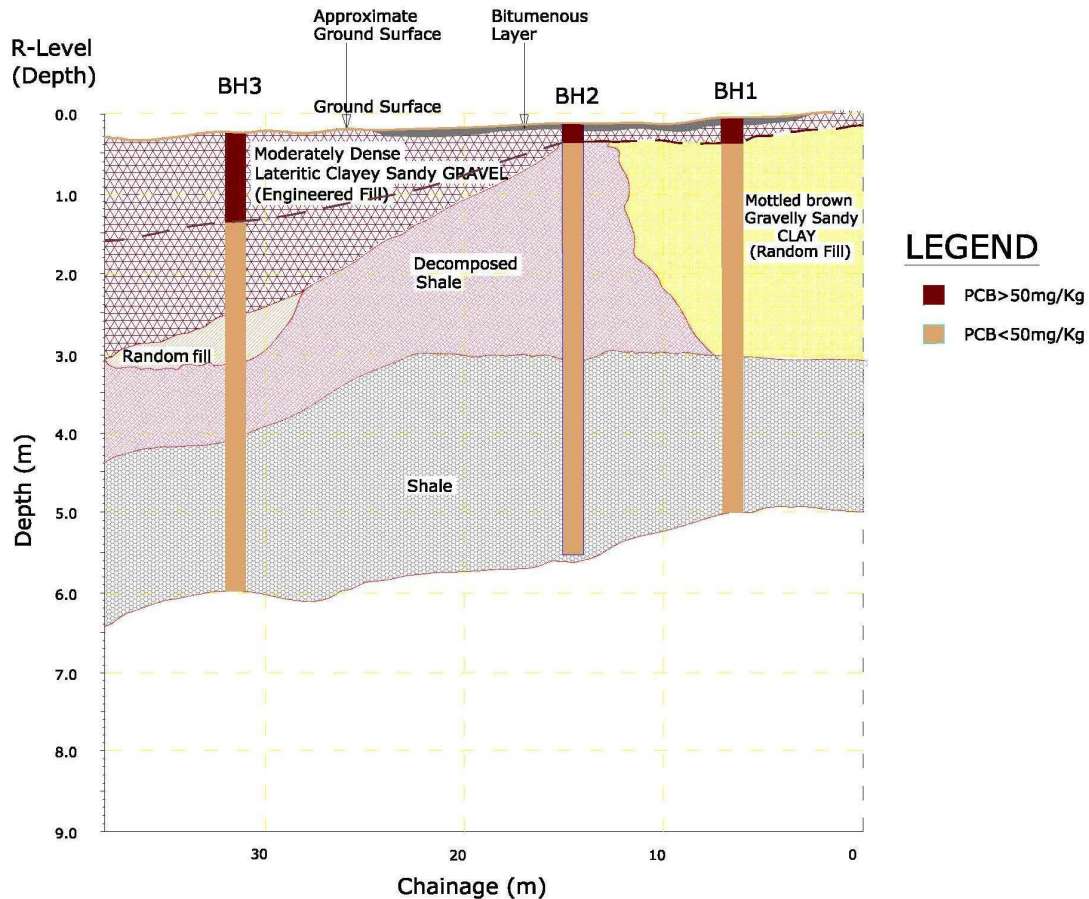 Approximate
Ground Surface
Bitumenous
Layer
R-Level
(Depth)
BH3
Ground Surface
BH2
BH1
0.0
Moderately Dense
Lateritic Clayey Sandy GRAVEL
(Engineered Fill)
1.0
Mottled brown
Gravelly Sandy
CLAY
(Random Fill)
LEGEND
PCB>50mg/Kg
PCB<50mg/Kg
Decomposed
Shale
2.0
Random fill
3.0
4.0
Depth (m)
Shale
5.0
6.0
7.0
8.0
9.0
30
20
10
0
Chainage (m)